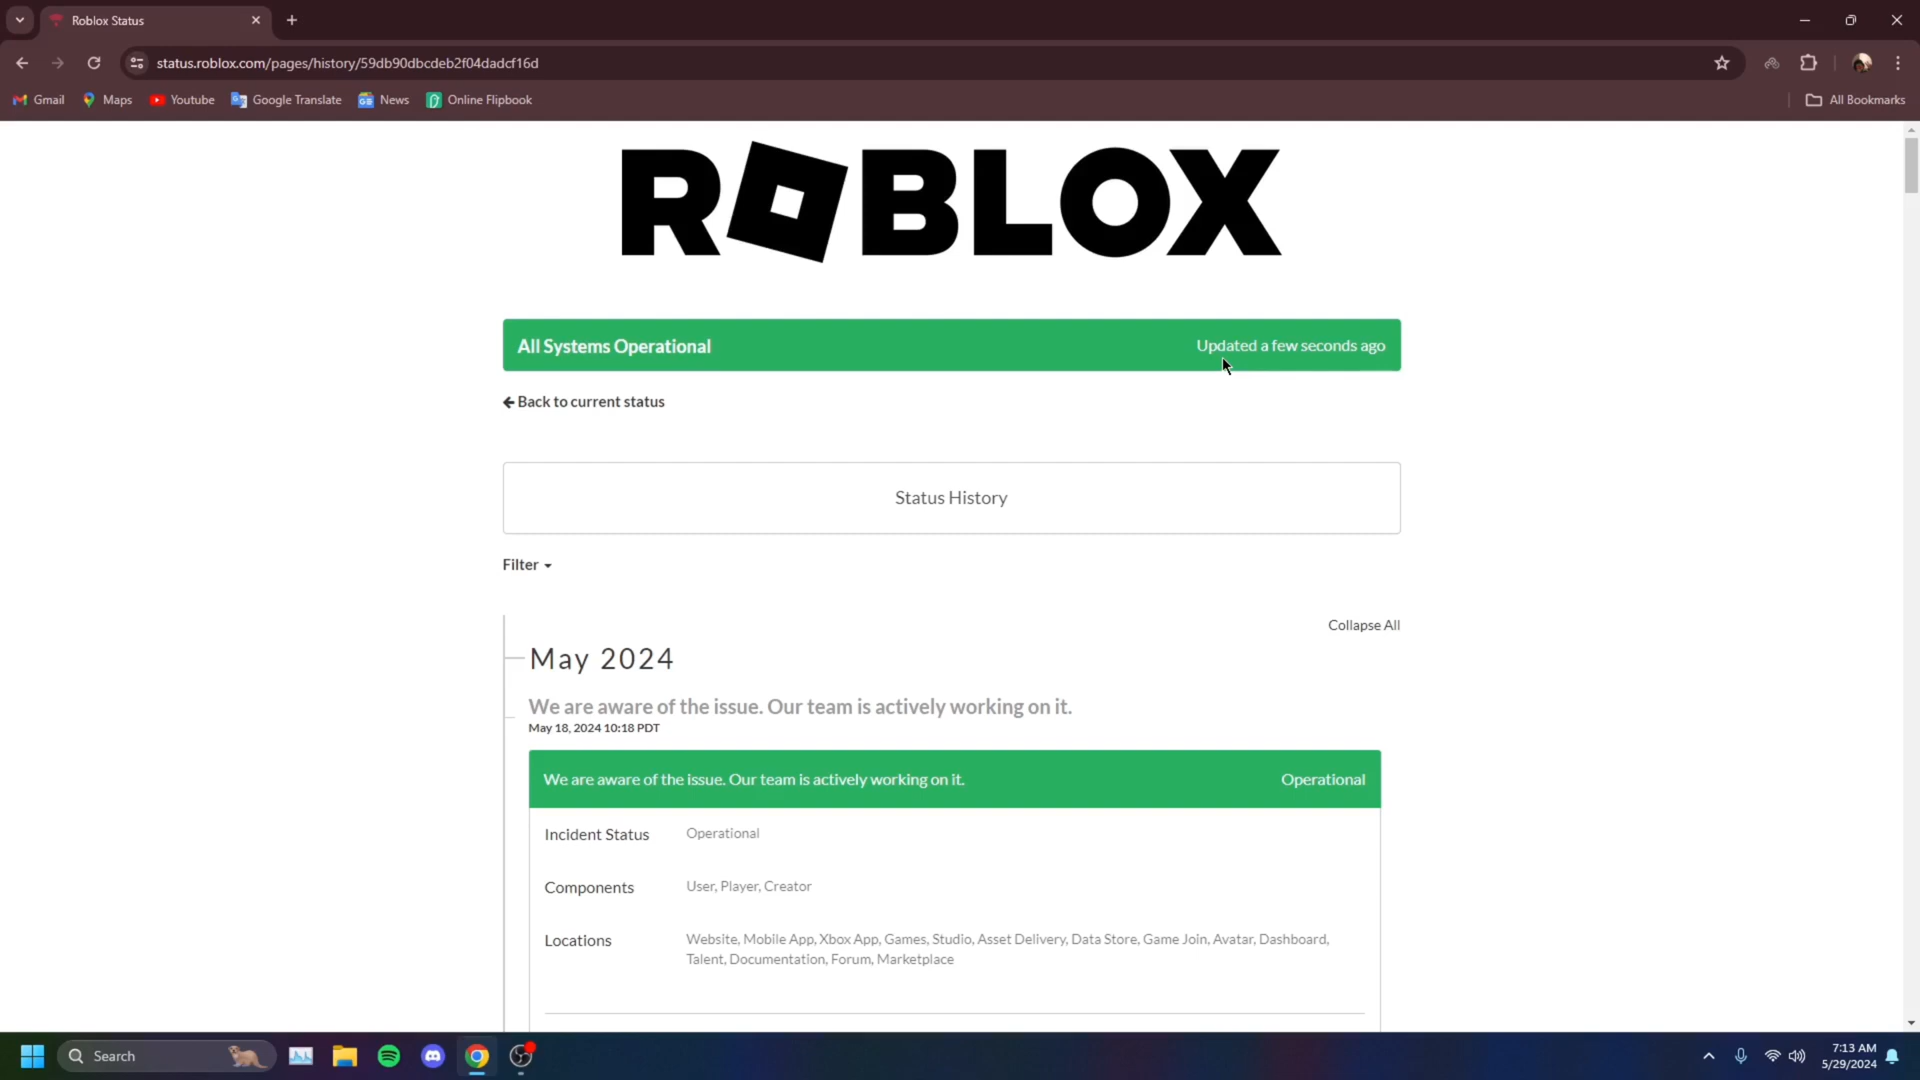 Roblox Status
status.roblox.com/pages/history/59db90dbcdeb2f04dadcf16d
Gmail Maps Youtube Google Translate News Online Flipbook All Bookmarks
ROBLOX
All Systems Operational Updated a few seconds ago
Back to current status
Status History
Filter
Collapse All
May 2024
We are aware of the issue. Our team is actively working on it.
May 18, 2024 10:18 PDT
We are aware of the issue. Our team is actively working on it. Operational
Incident Status Operational
Components User, Player, Creator
Locations Website, Mobile App, Xbox App, Games, Studio, Asset Delivery, Data Store, Game Join, Avatar, Dashboard,
Talent, Documentation, Forum, Marketplace
Search
7:13 AM
5/29/2024